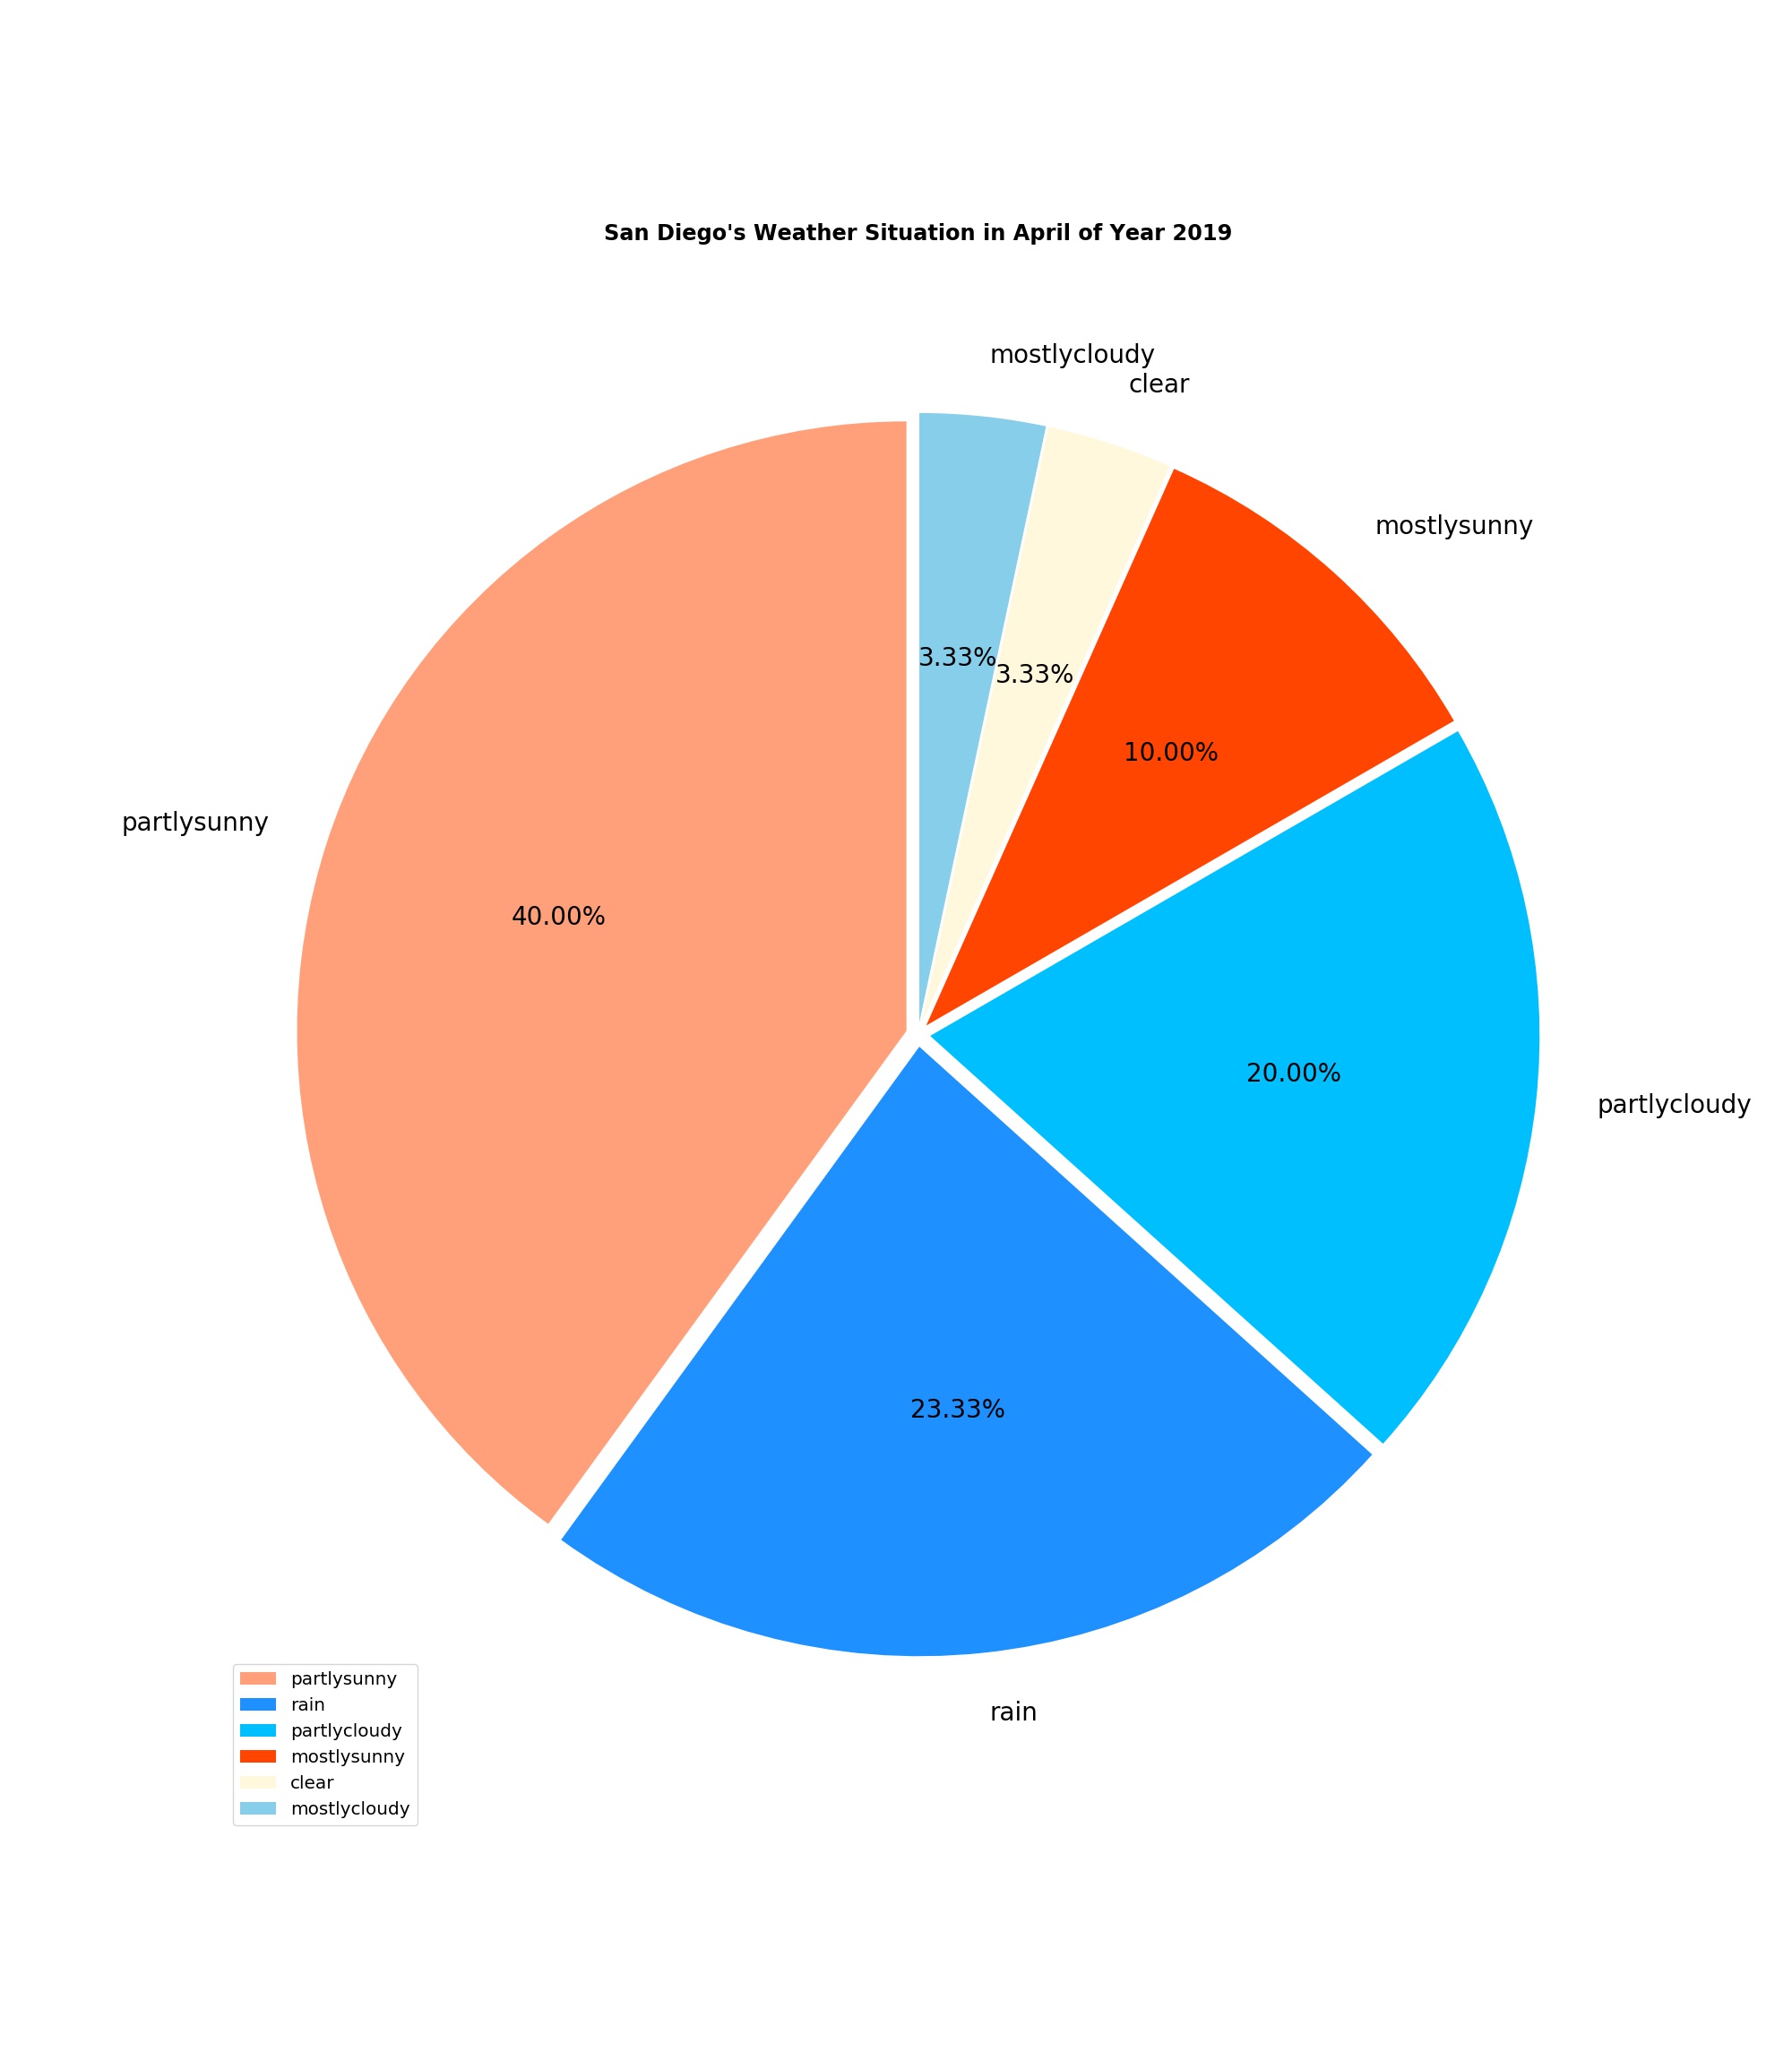 San Diego's Weather Situation in April of Year 2019
mostlycloudy
clear
mostlysunny
3.33%
3.33%
10.00%
partlysunny
40.00%
20.00%
partlycloudy
23.33%
rain
partlysunny
rain
partlycloudy
mostlysunny
clear
mostlycloudy